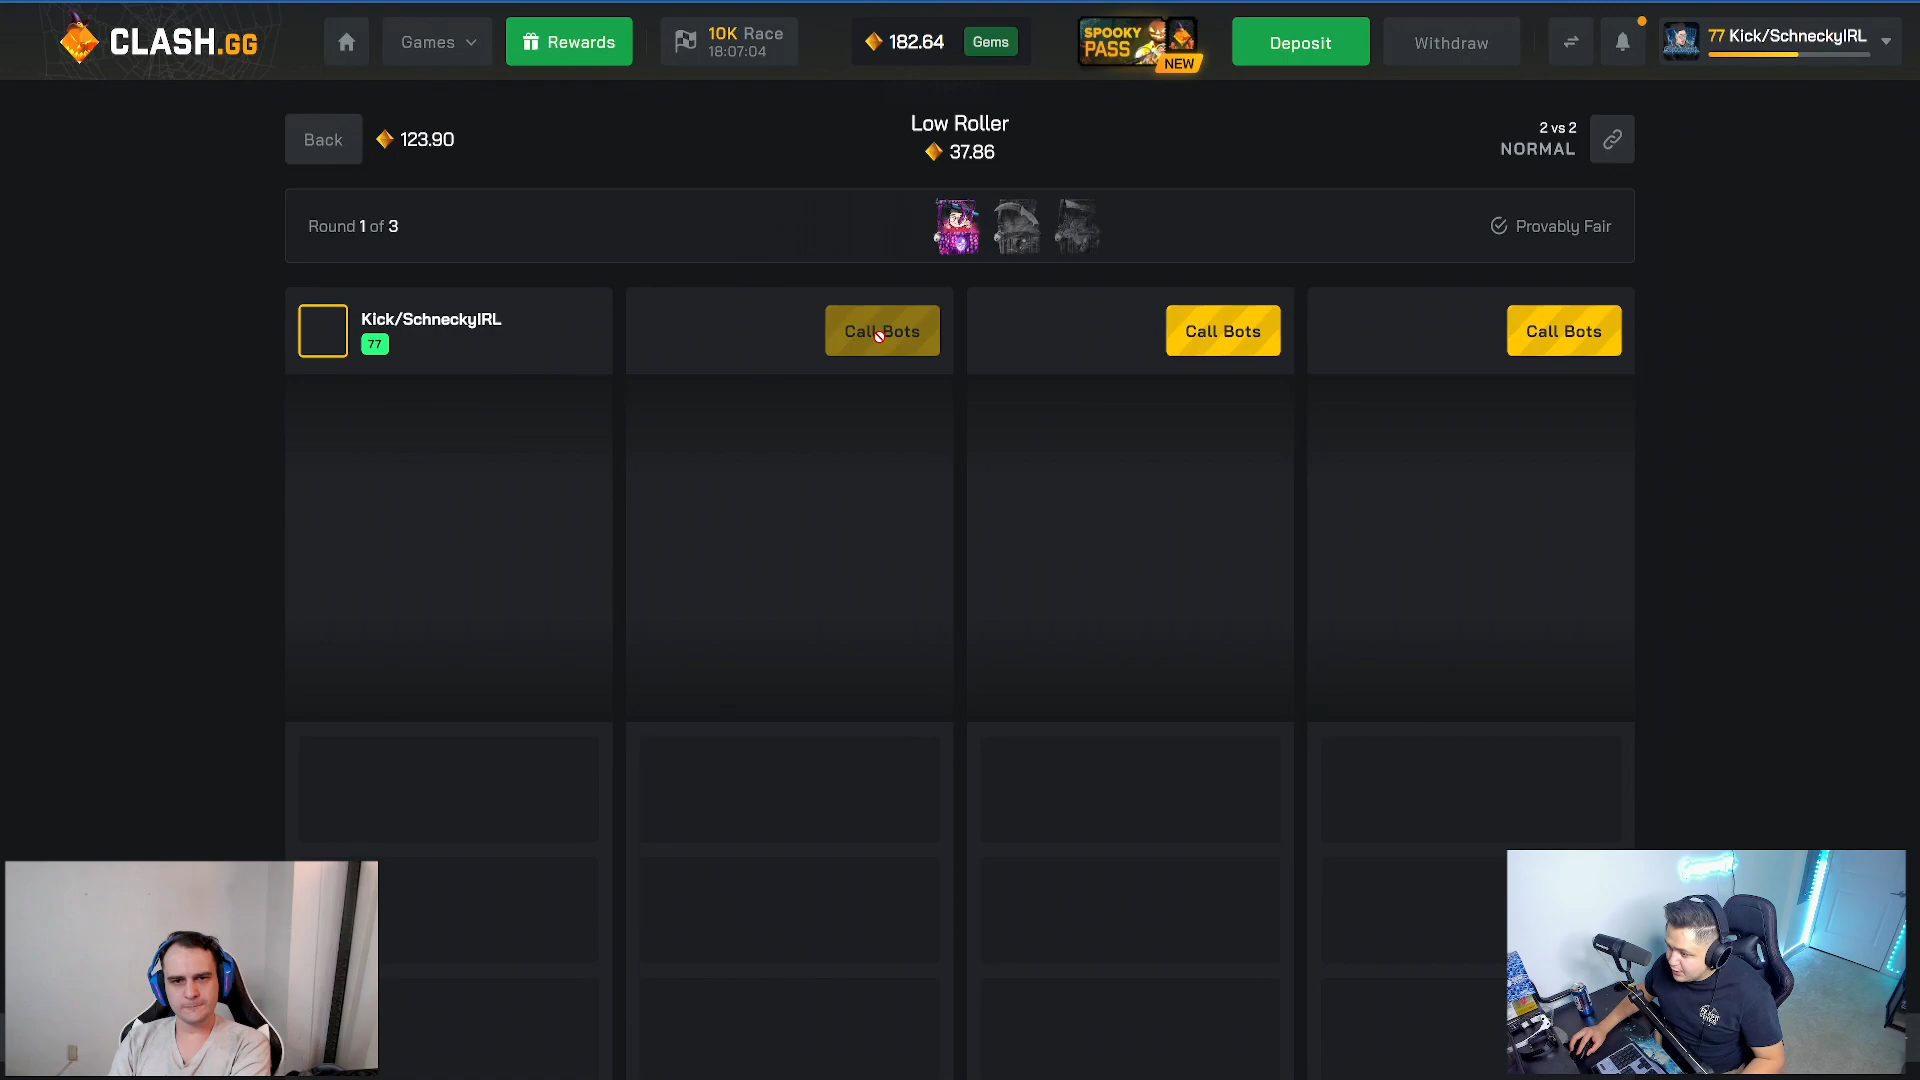 CLASH.GG
Games
Rewards
10K Race
18:07:04
182.64
Gems
SPOOKY
PASS
NEW
Deposit
Withdraw
77 Kick/SchneckyIRL
Back
123.90
Low Roller
37.86
2 vs 2
NORMAL
Round 1 of 3
Provably Fair
Kick/SchneckyIRL
77
Call Bots
Call Bots
Call Bots